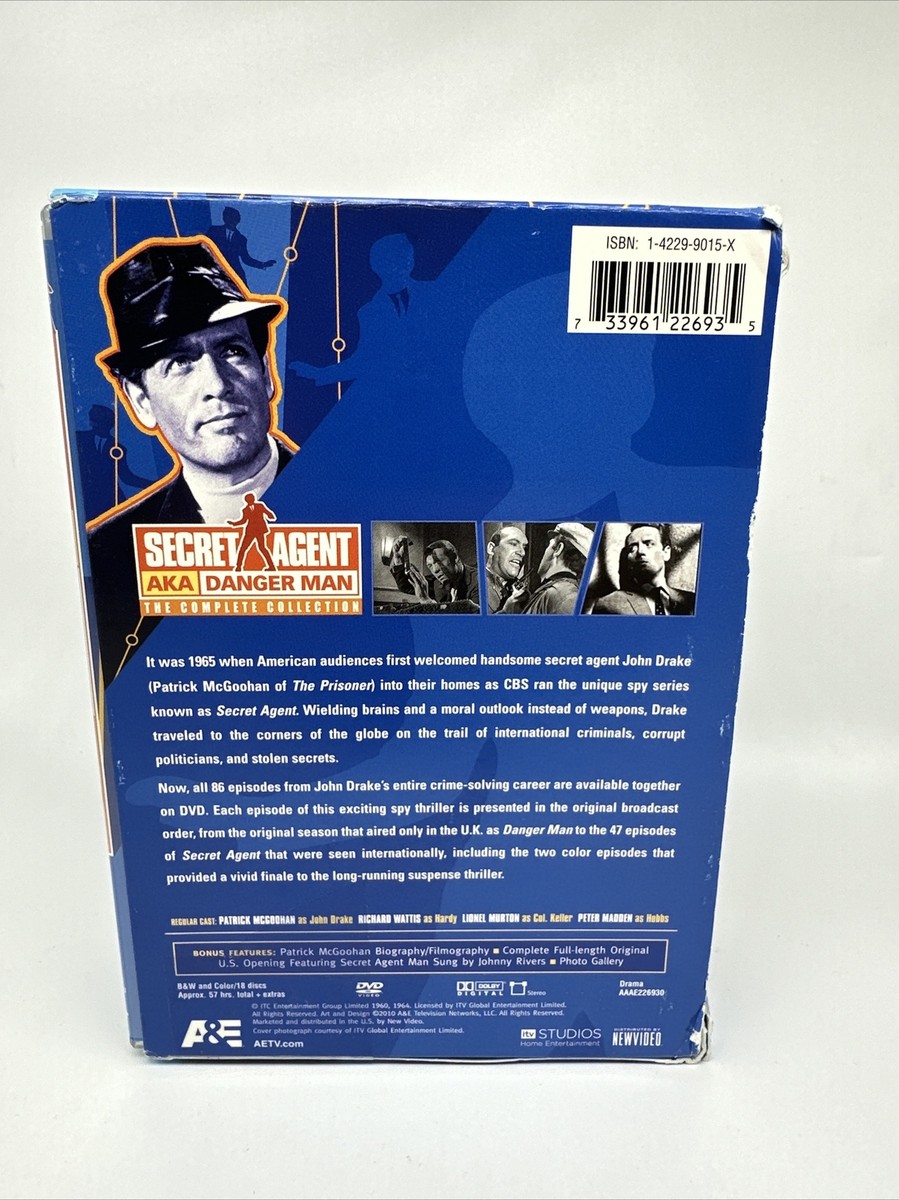 ISBN: 1-4229-9015-X
7 33961 22693 5
SECRET AGENT
AKA DANGER MAN
THE COMPLETE COLLECTION
It was 1965 when American audiences first welcomed handsome secret agent John Drake
(Patrick McGoohan of The Prisoner) into their homes as CBS ran the unique spy series
known as Secret Agent. Wielding brains and a moral outlook instead of weapons, Drake
traveled to the corners of the globe on the trail of international criminals, corrupt
politicians, and stolen secrets.
Now, all 86 episodes from John Drake's entire crime-solving career are available together
on DVD. Each episode of this exciting spy thriller is presented in the original broadcast
order, from the original season that aired only in the U.K. as Danger Man to the 47 episodes
of Secret Agent that were seen internationally, including the two color episodes that
provided a vivid finale to the long-running suspense thriller.
REGULAR CAST: PATRICK MCGOOHAN as John Drake RICHARD WATTIS as Hardy LIONEL MURTON as Col. Keller PETER MADDEN as Hobbs
BONUS FEATURES: Patrick McGoohan Biography/Filmography ■ Complete Full-length Original
U.S. Opening Featuring Secret Agent Man Sung by Johnny Rivers ■ Photo Gallery
B&W and Color/18 discs
Approx. 57 hrs. total + extras
DVD
VIDEO
DOLBY
DIGITAL
Stereo
Drama
AAAE226930
© ITC Entertainment Group Limited 1960, 1964. Licensed by ITV Global Entertainment Limited.
All Rights Reserved. Art and Design ©2010 A&E Television Networks, LLC. All Rights Reserved.
Marketed and distributed in the U.S. by New Video.
Cover photograph courtesy of ITV Global Entertainment Limited.
A&E
AETV.com
itv STUDIOS
Home Entertainment
DISTRIBUTED BY
NEWVIDEO